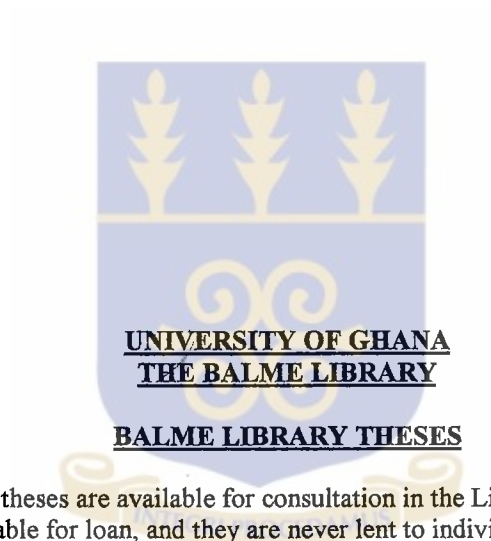 UNIVERSITY OF GHANA
THE BALME LIBRARY
BALME LIBRARY THESES
theses are available for consultation in the Li
able for loan, and they are never lent to indivi